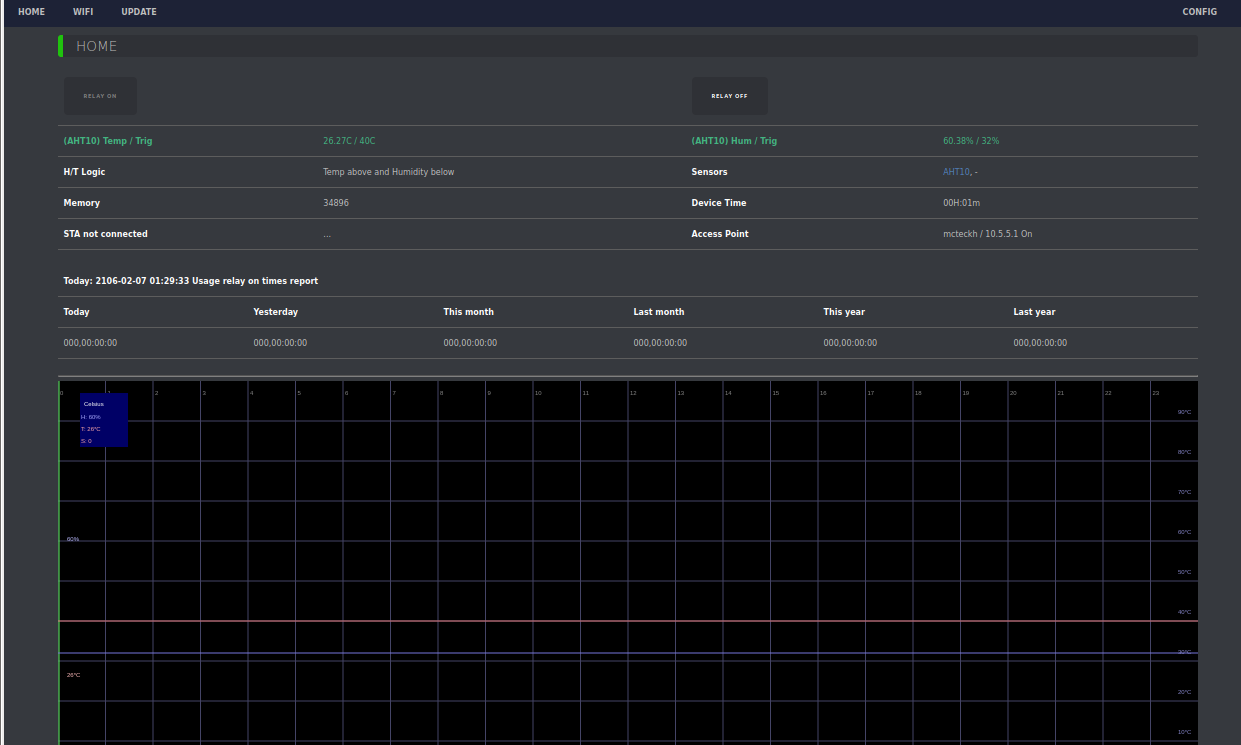 HOME WIFI UPDATE CONFIG
HOME
RELAY ON RELAY OFF
(AHT10) Temp / Trig 26.27C / 40C (AHT10) Hum / Trig 60.38% / 32%
H/T Logic Temp above and Humidity below Sensors AHT10, -
Memory 34896 Device Time 00H:01m
STA not connected ... Access Point mcteckh / 10.5.5.1 On
Today: 2106-02-07 01:29:33 Usage relay on times report
Today Yesterday This month Last month This year Last year
000,00:00:00 000,00:00:00 000,00:00:00 000,00:00:00 000,00:00:00 000,00:00:00
0 1 2 3 4 5 6 7 8 9 10 11 12 13 14 15 16 17 18 19 20 21 22 23
Celsius
90°C
H: 60%
T: 26°C
S: 0
80°C
70°C
60°C
60%
50°C
40°C
30°C
26°C
20°C
10°C